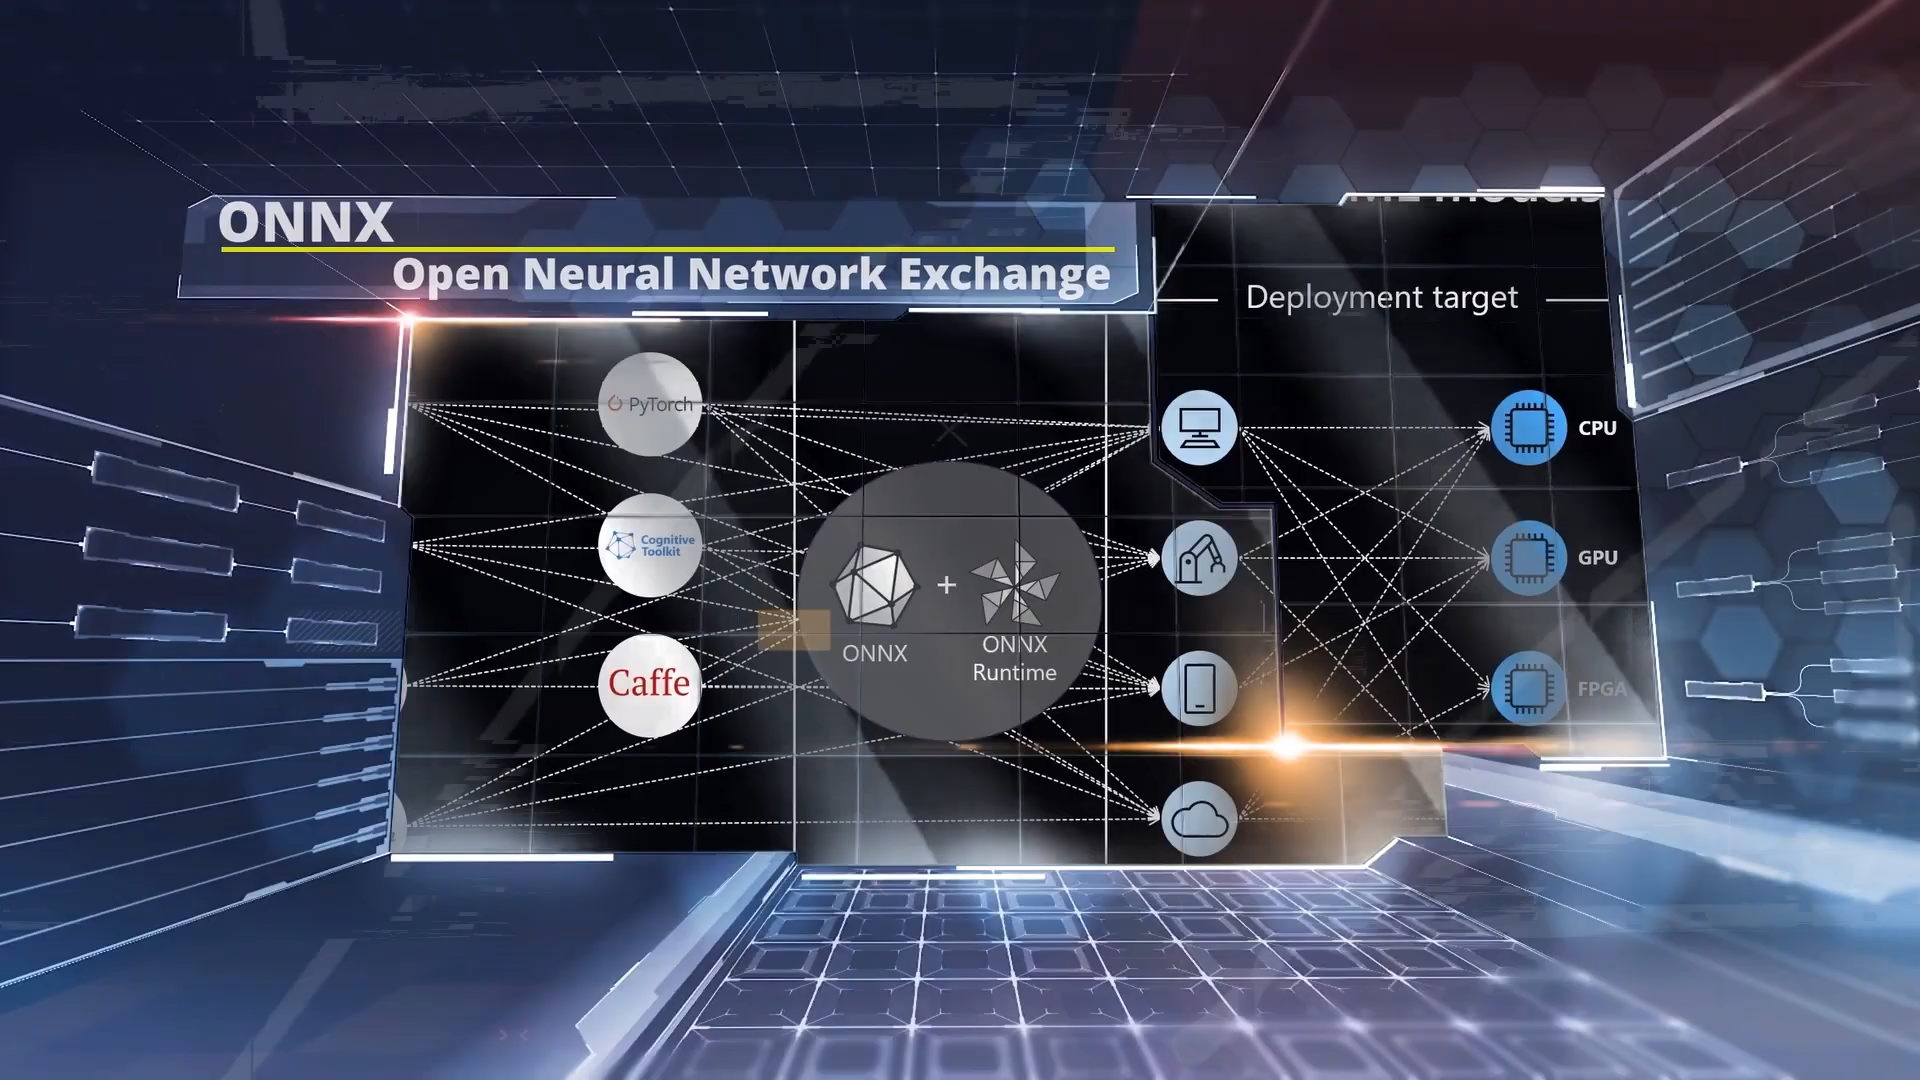 ONNX
Open Neural Network Exchange
Deployment target
PyTorch
Cognitive
Toolkit
Caffe
+
ONNX
ONNX
Runtime
CPU
GPU
FPGA